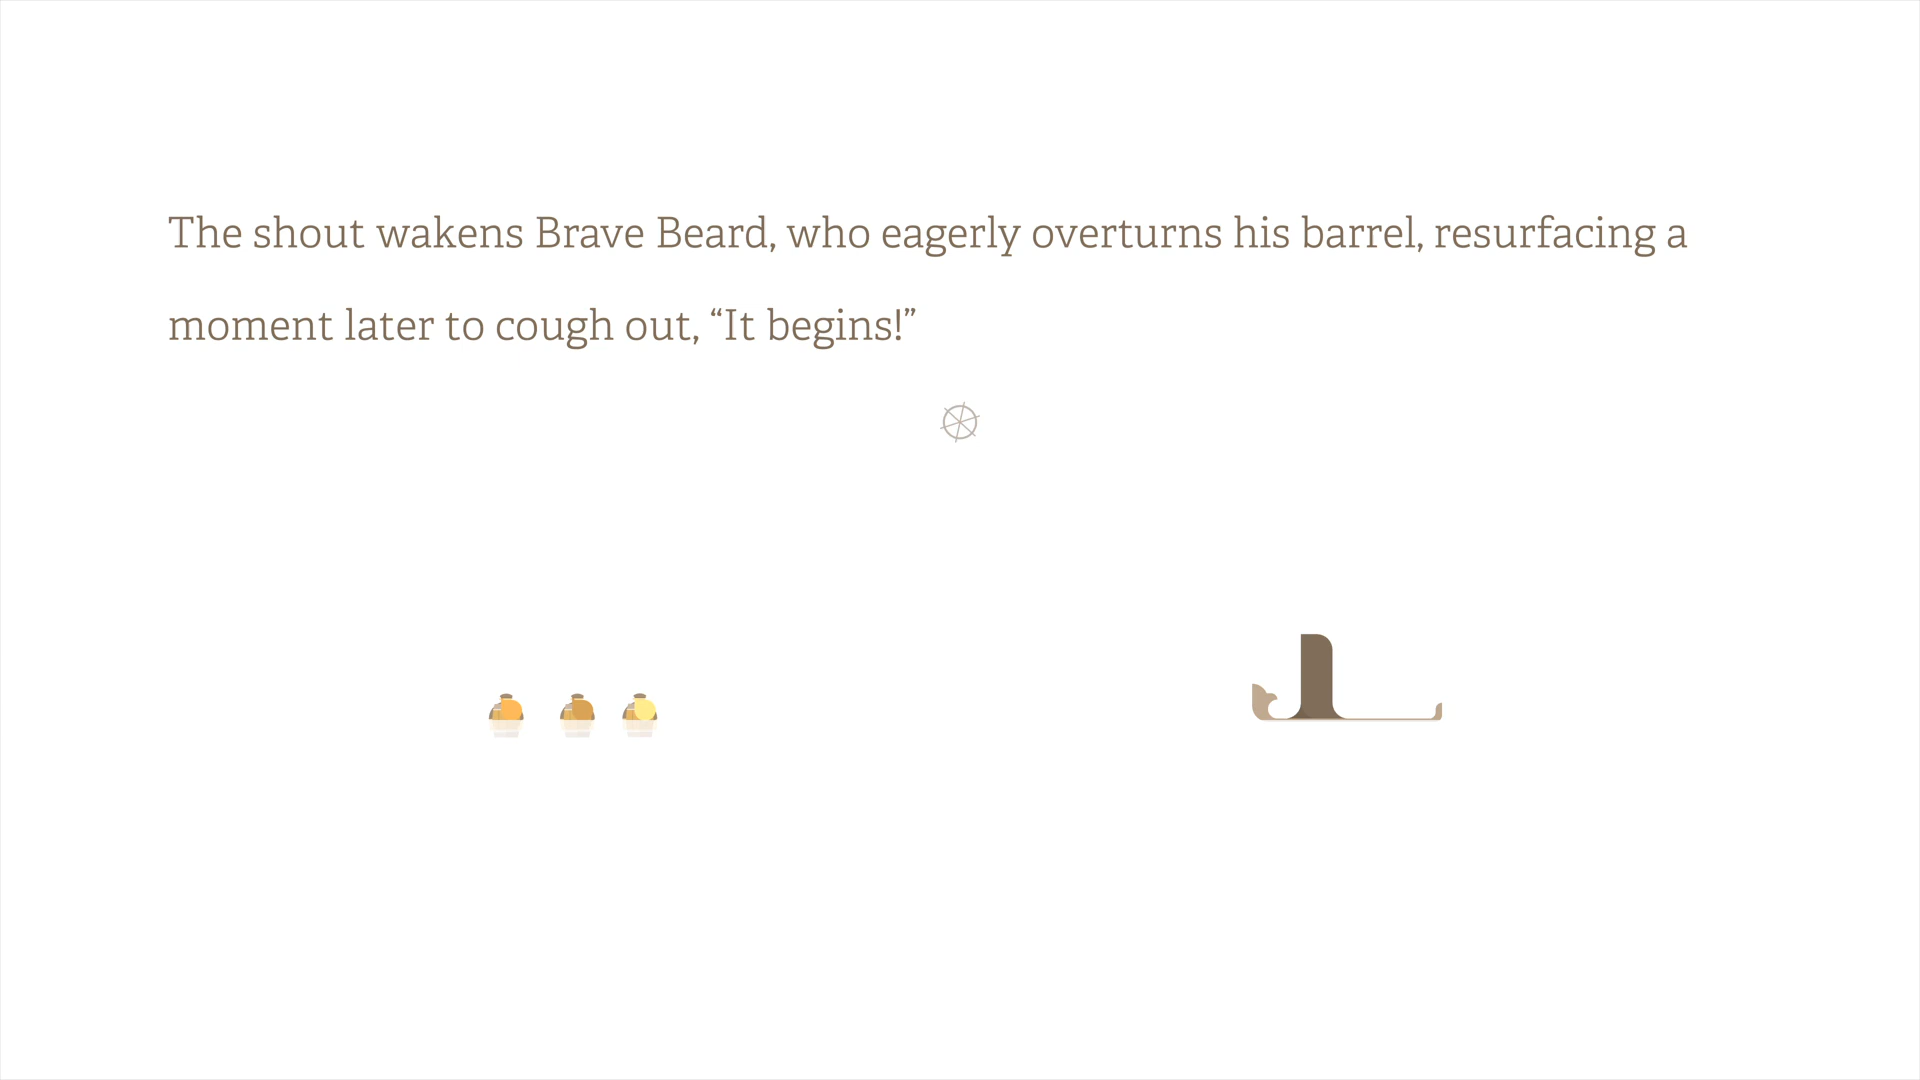 The shout wakens Brave Beard, who eagerly overturns his barrel, resurfacing a
moment later to cough out, “It begins!”